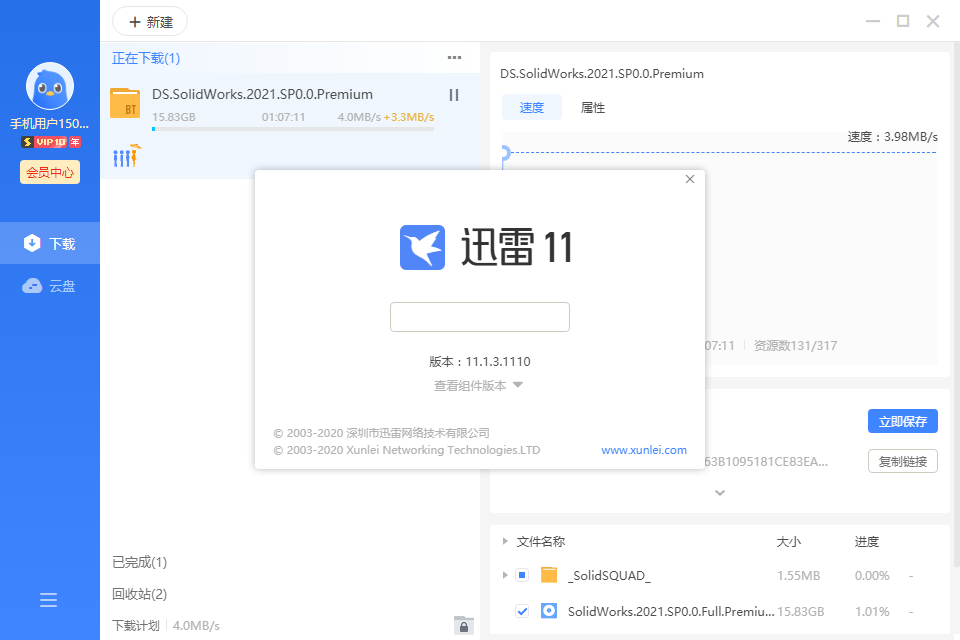 手机用户150...
VIP 10 年
会员中心
下载
云盘
新建
正在下载(1)
DS.SolidWorks.2021.SP0.0.Premium
BT
15.83GB 01:07:11 4.0MB/s +3.3MB/s
已完成(1)
回收站(2)
下载计划 4.0MB/s
DS.SolidWorks.2021.SP0.0.Premium
速度 属性
速度：3.98MB/s
07:11 资源数131/317
立即保存
63B1095181CE83EA...
复制链接
文件名称 大小 进度
_SolidSQUAD_ 1.55MB 0.00% -
SolidWorks.2021.SP0.0.Full.Premiu... 15.83GB 1.01% -
迅雷 11
版本：11.1.3.1110
查看组件版本
© 2003-2020 深圳市迅雷网络技术有限公司
© 2003-2020 Xunlei Networking Technologies.LTD
www.xunlei.com